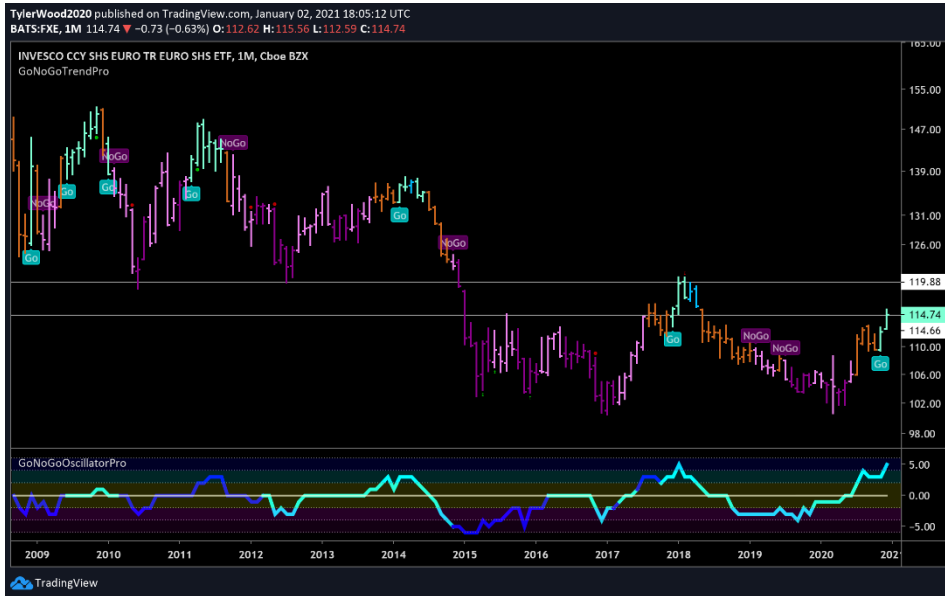 TylerWood2020 published on TradingView.com, January 02, 2021 18:05:12 UTC
BATS:FXE, 1M 114.74 ▼ −0.73 (−0.63%) O:112.62 H:115.56 L:112.59 C:114.74
INVESCO CCY SHS EURO TR EURO SHS ETF, 1M, Cboe BZX
GoNoGoTrendPro
165.00
155.00
147.00
NoGo
NoGo
139.00
Go
Go
Go
NoGo
131.00
Go
NoGo
126.00
Go
119.88
114.74
114.66
NoGo
Go
110.00
NoGo
Go
106.00
102.00
98.00
GoNoGoOscillatorPro
5.00
0.00
−5.00
2009 2010 2011 2012 2013 2014 2015 2016 2017 2018 2019 2020 2021
TradingView